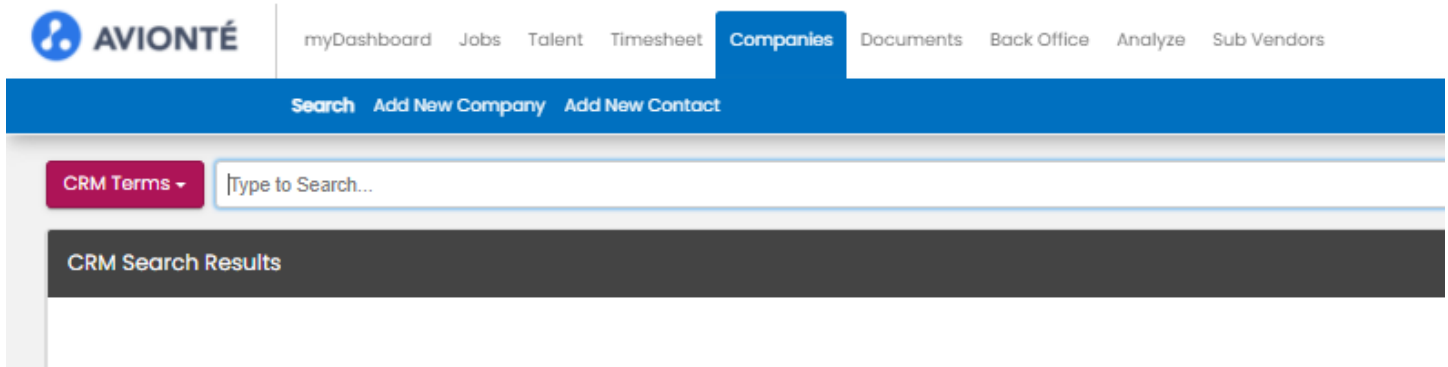 AVIONTÉ myDashboard Jobs Talent Timesheet Companies Documents Back Office Analyze Sub Vendors
Search Add New Company Add New Contact
CRM Terms Type to Search...
CRM Search Results